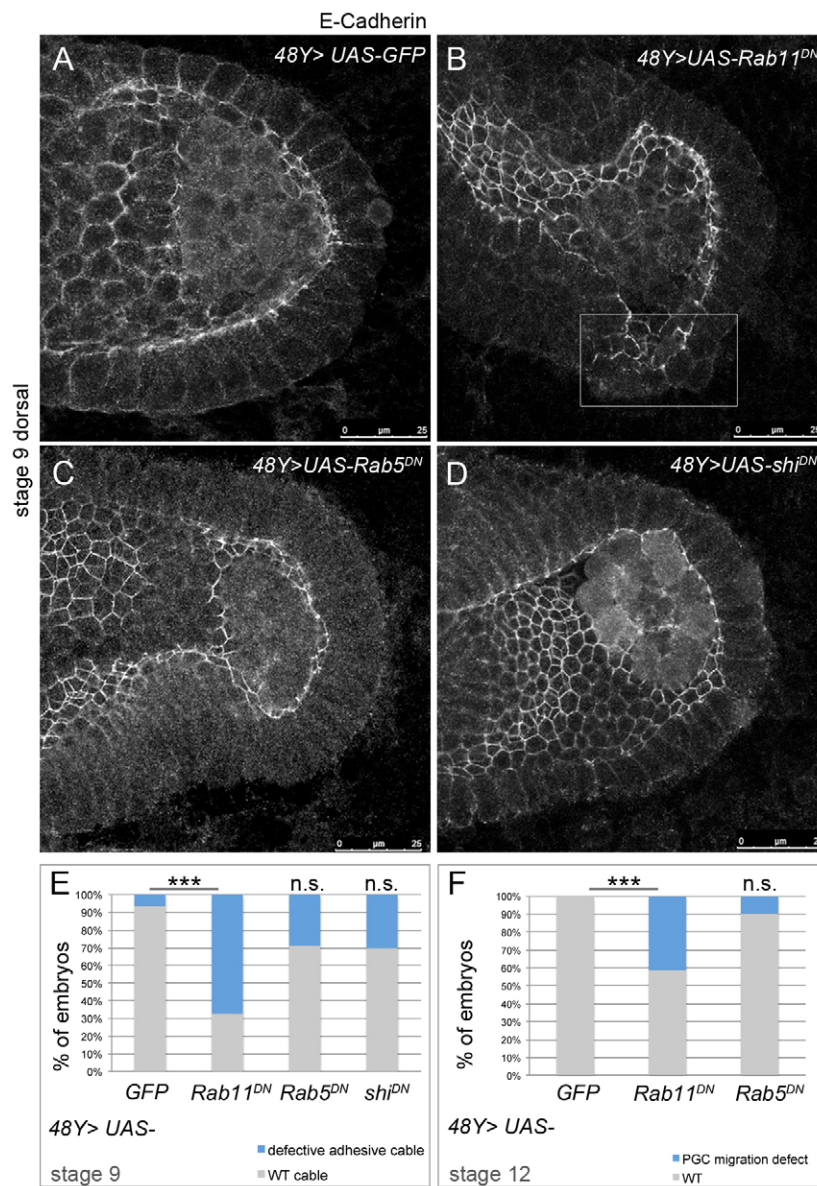 E-Cadherin
A
48Y> UAS-GFP
B
48Y>UAS-Rab11DN
stage 9 dorsal
0 µm 25
0 µm 25
C
48Y>UAS-Rab5DN
D
48Y>UAS-shiDN
0 µm 25
0 µm 25
E
***
n.s.
n.s.
100%
90%
80%
70%
60%
50%
40%
30%
20%
10%
0%
% of embryos
GFP
Rab11DN
Rab5DN
shiDN
48Y> UAS-
defective adhesive cable
WT cable
stage 9
F
***
n.s.
100%
90%
80%
70%
60%
50%
40%
30%
20%
10%
0%
% of embryos
GFP
Rab11DN
Rab5DN
48Y> UAS-
PGC migration defect
WT
stage 12